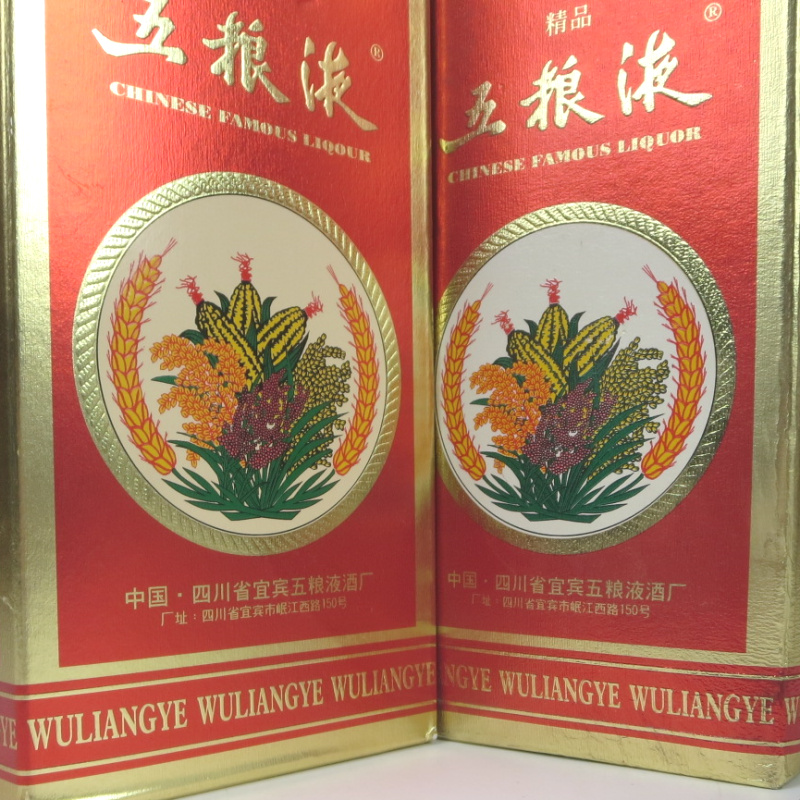 五粮液®
CHINESE FAMOUS LIQOUR
中国·四川省宜宾五粮液酒厂
厂址:四川省宜宾市岷江西路150号
YE WULIANGYE WULIANGYE WULIANGYE
精品
®
五粮液
CHINESE FAMOUS LIQUOR
中国·四川省宜宾五粮液酒厂
厂址:四川省宜宾市岷江西路150号
NGYE WULIANGYE WULIANGYE W